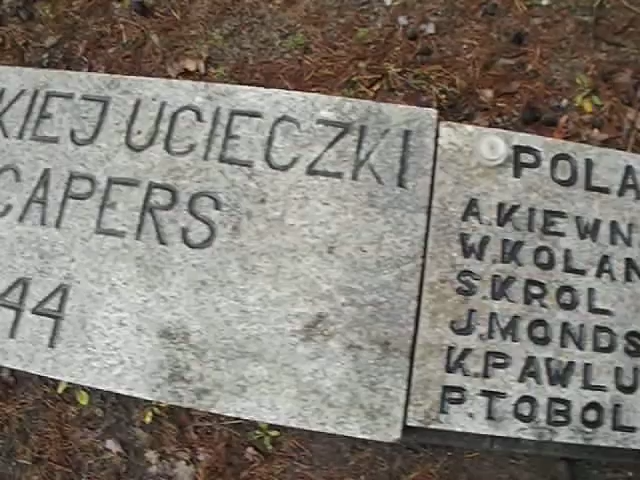 KIEJ UCIECZKI
CAPERS
44
POLA
A.KIEWN
W.KOLAN
S.KROL
J.MONDS
K.PAWLU
P.TOBOL